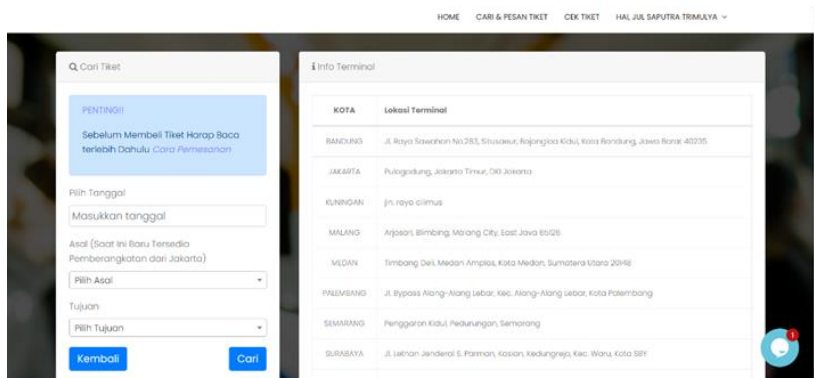 HOME CARI & PESAN TIKET CEK TIKET HAI, JUL SAPUTRA TRIMULYA
Cari Tiket
PENTING!!
Sebelum Membeli Tiket Harap Baca
terlebih Dahulu Cara Pemesanan
Pilih Tanggal
Masukkan tanggal
Asal (Saat Ini Baru Tersedia
Pemberangkatan dari Jakarta)
Pilih Asal
Tujuan
Pilih Tujuan
Kembali Cari
Info Terminal
KOTA Lokasi Terminal
BANDUNG Jl. Raya Sawahan No.283, Situsaeur, Bojongloa Kidul, Kota Bandung, Jawa Barat 40235
JAKARTA Pulogadung, Jakarta Timur, DKI Jakarta
KUNINGAN jln. raya cilimus
MALANG Arjosari, Blimbing, Malang City, East Java 65126
MEDAN Timbang Deli, Medan Amplas, Kota Medan, Sumatera Utara 20148
PALEMBANG Jl. Bypass Alang-Alang Lebar, Kec. Alang-Alang Lebar, Kota Palembang
SEMARANG Penggaron Kidul, Pedurungan, Semarang
SURABAYA Jl. Letnan Jenderal S. Parman, Kedungrejo, Kec. Waru, Kota SBY
1